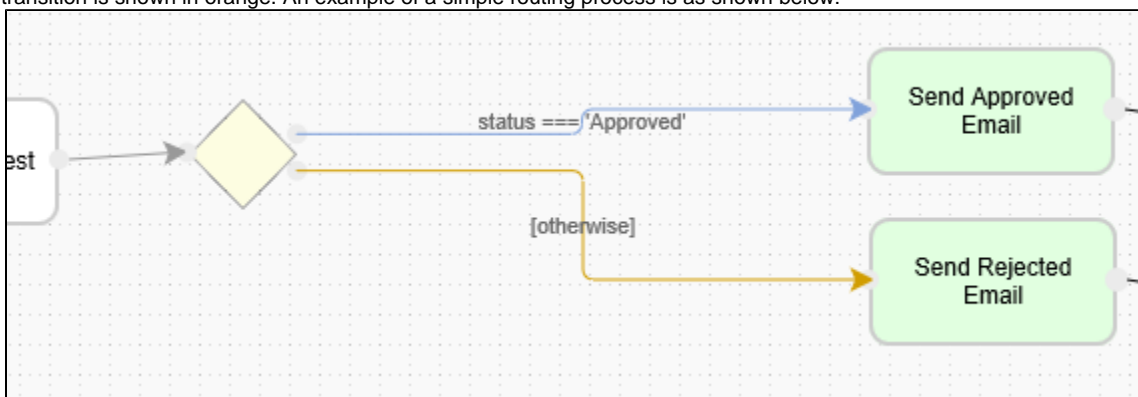 transition is shown in orange. An example of a simple routing process is as shown below:
Send Approved
Email
status === 'Approved'
est
[otherwise]
Send Rejected
Email